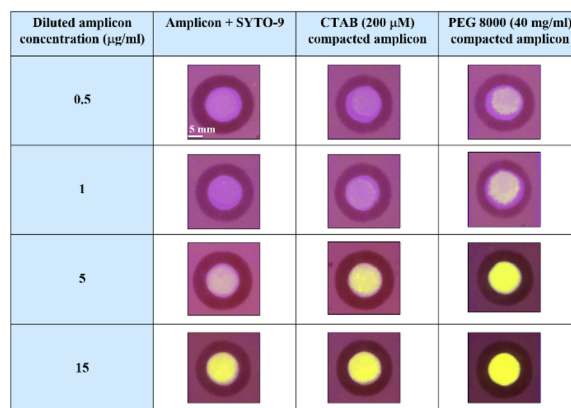 Diluted amplicon
concentration (µg/ml)
Amplicon + SYTO-9
CTAB (200 µM)
compacted amplicon
PEG 8000 (40 mg/ml)
compacted amplicon
0.5
5 mm
1
5
15